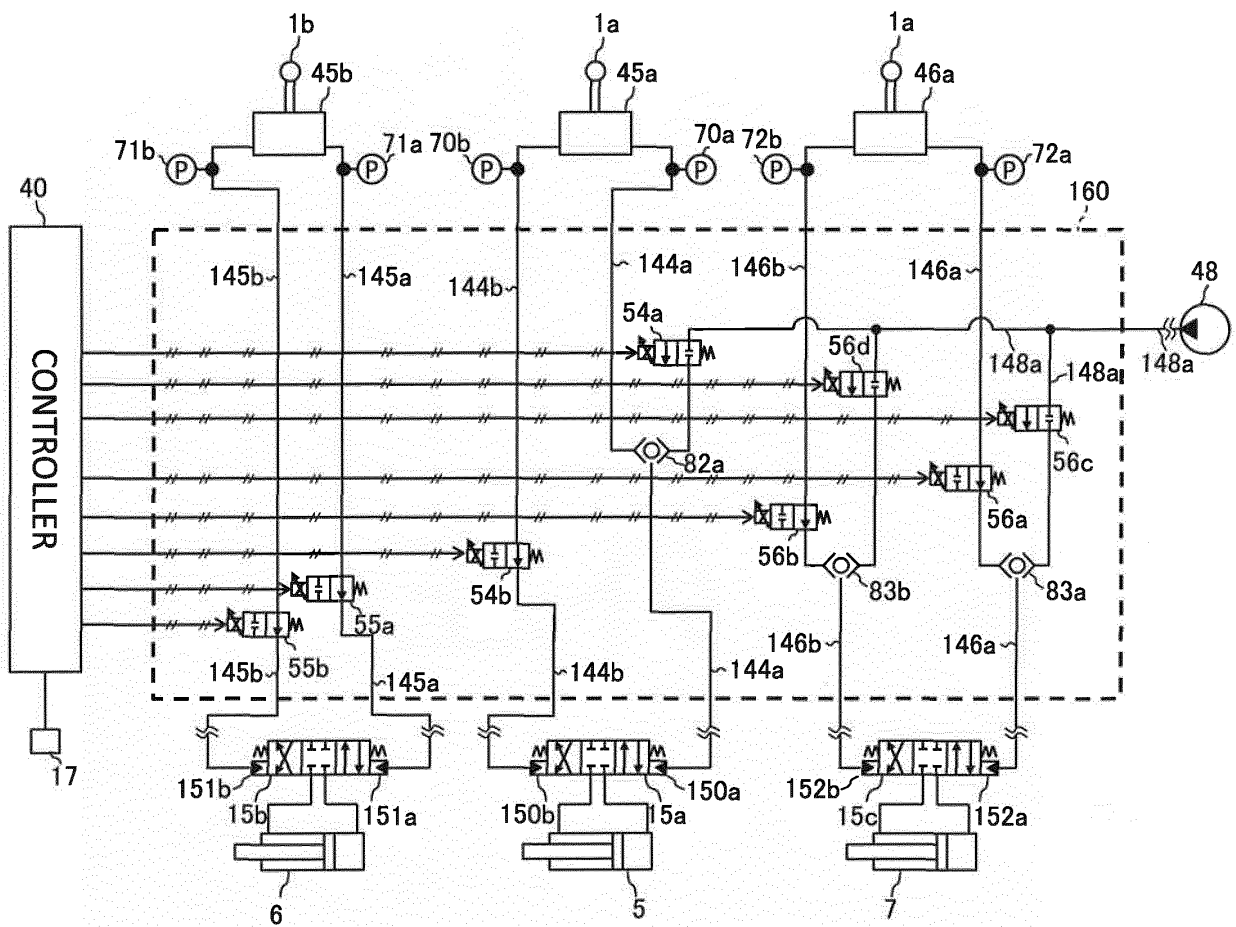 1b 1a 1a
45b 45a 46a
71b P P 71a 70b P P 70a 72b P P 72a
40 160
145b 145a 144b 144a 146b 146a 48
54a 56d 148a 148a
148a
CONTROLLER
82a 56c
56a
56b
54b 83b 83a
55a
55b
145b 145a 144b 144a 146b 146a
17 151b 15b 151a 150b 15a 150a 152b 15c 152a
6 5 7